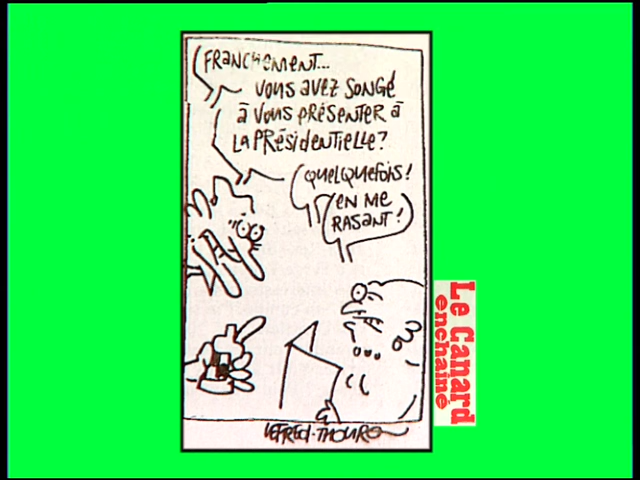 FRANCHEMENT...
VOUS AVEZ SONGÉ
À VOUS PRÉSENTER À
LA PRÉSIDENTIELLE?
QUELQUEFOIS!
EN ME
RASANT!
LEFRED-THOURON
Le Canard
enchaîné